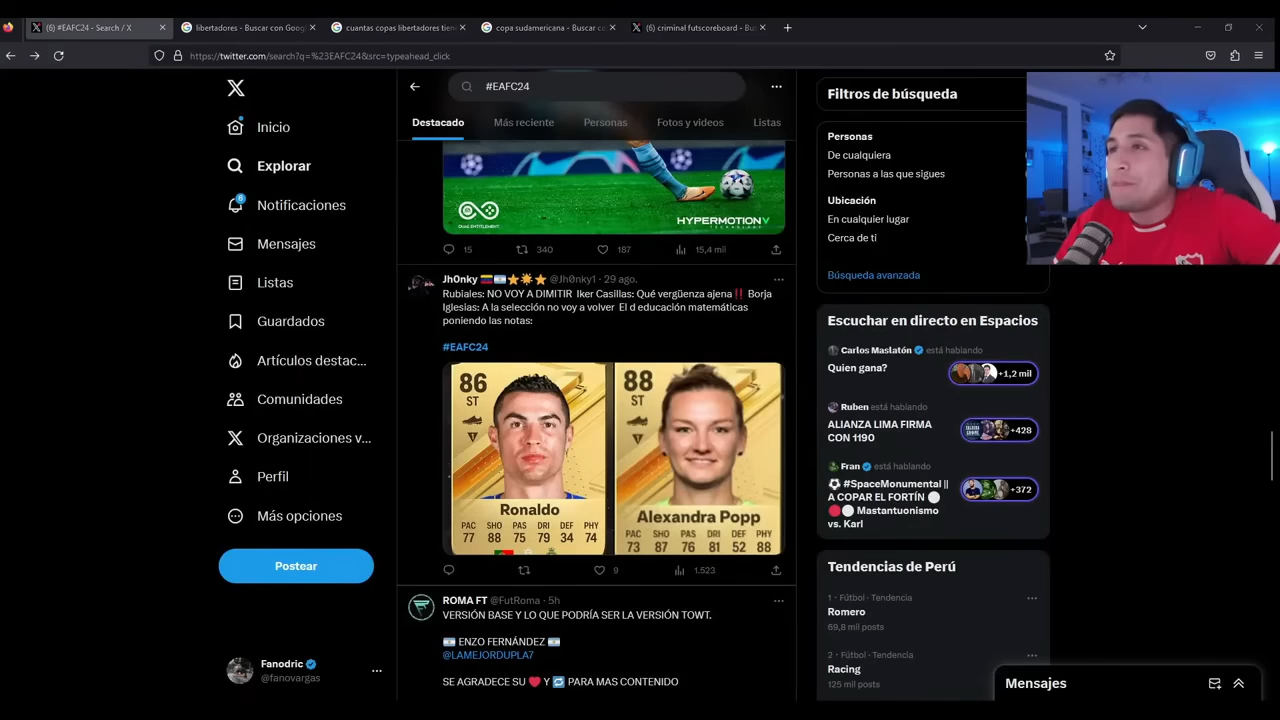 (6) #EAFC24 - Search / X
libertadores - Buscar con Goog
cuantas copas libertadores tien
copa sudamericana - Buscar co
(6) criminal futscoreboard - Bu
https://twitter.com/search?q=%23EAFC24&src=typeahead_click
Inicio
Explorar
6
Notificaciones
Mensajes
Listas
Guardados
Artículos destac...
Comunidades
Organizaciones v...
Perfil
Más opciones
Postear
Fanodric
@fanovargas
#EAFC24
Destacado
Más reciente
Personas
Fotos y videos
Listas
DUAL ENTITLEMENT
HYPERMOTIONV
TECHNOLOGY
15
340
187
15,4 mil
Jh0nky 🇻🇪🇦🇷⭐🌟⭐ @Jh0nky1 · 29 ago.
Rubiales: NO VOY A DIMITIR Iker Casillas: Qué vergüenza ajena‼️ Borja
Iglesias: A la selección no voy a volver El d educación matemáticas
poniendo las notas:
#EAFC24
86
ST
Ronaldo
PAC SHO PAS DRI DEF PHY
77 88 75 79 34 74
88
ST
Alexandra Popp
PAC SHO PAS DRI DEF PHY
73 87 76 81 52 88
9
1.523
ROMA FT @FutRoma · 5h
VERSIÓN BASE Y LO QUE PODRÍA SER LA VERSIÓN TOWT.
🇦🇷 ENZO FERNÁNDEZ 🇦🇷
@LAMEJORDUPLA7
SE AGRADECE SU ❤️ Y 🔁 PARA MAS CONTENIDO
Filtros de búsqueda
Personas
De cualquiera
Personas a las que sigues
Ubicación
En cualquier lugar
Cerca de ti
Búsqueda avanzada
Escuchar en directo en Espacios
Carlos Maslatón está hablando
Quien gana?
+1,2 mil
Ruben está hablando
ALIANZA LIMA FIRMA
CON 1190
+428
Fran está hablando
⚽ #SpaceMonumental ||
A COPAR EL FORTÍN ⚪
🔴⚪ Mastantuonismo
vs. Karl
+372
Tendencias de Perú
1 · Fútbol · Tendencia
Romero
69,8 mil posts
2 · Fútbol · Tendencia
Racing
125 mil posts
Mensajes